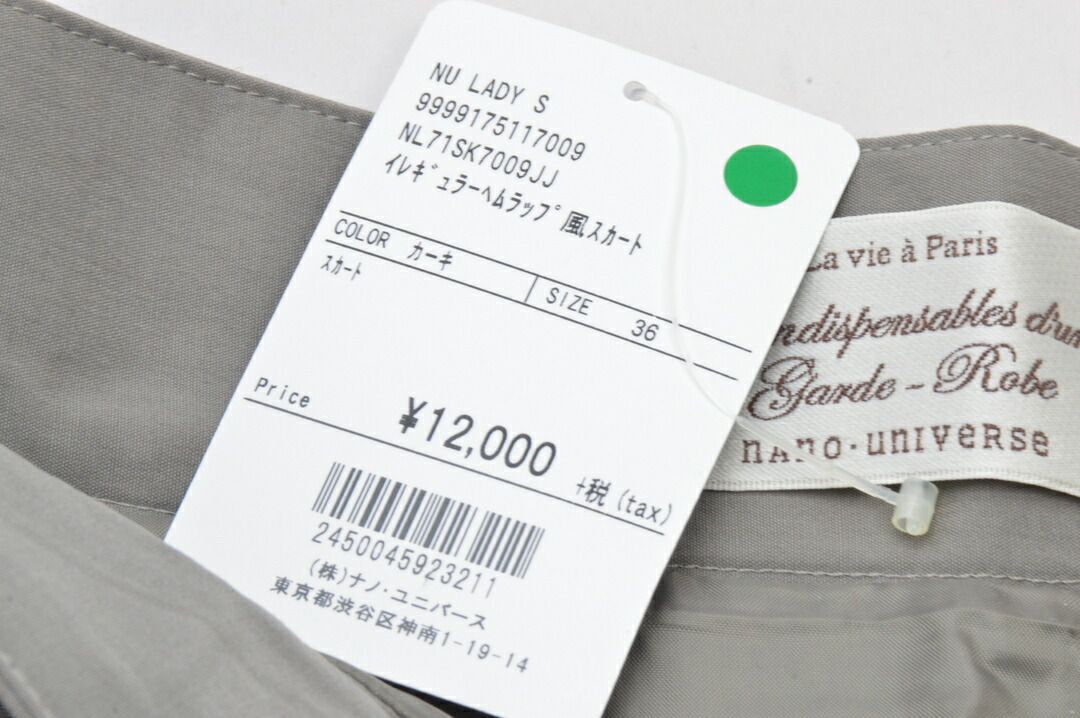 NU LADY S
9999175117009
NL71SK7009JJ
イレギュラーヘムラップ風スカート
COLOR カーキ SIZE 36
スカート
Price ¥12,000 +税(tax)
2450045923211
(株)ナノ・ユニバース
東京都渋谷区神南1-19-14
La vie à Paris
indispensables d'un
Garde-Robe
nano·universe